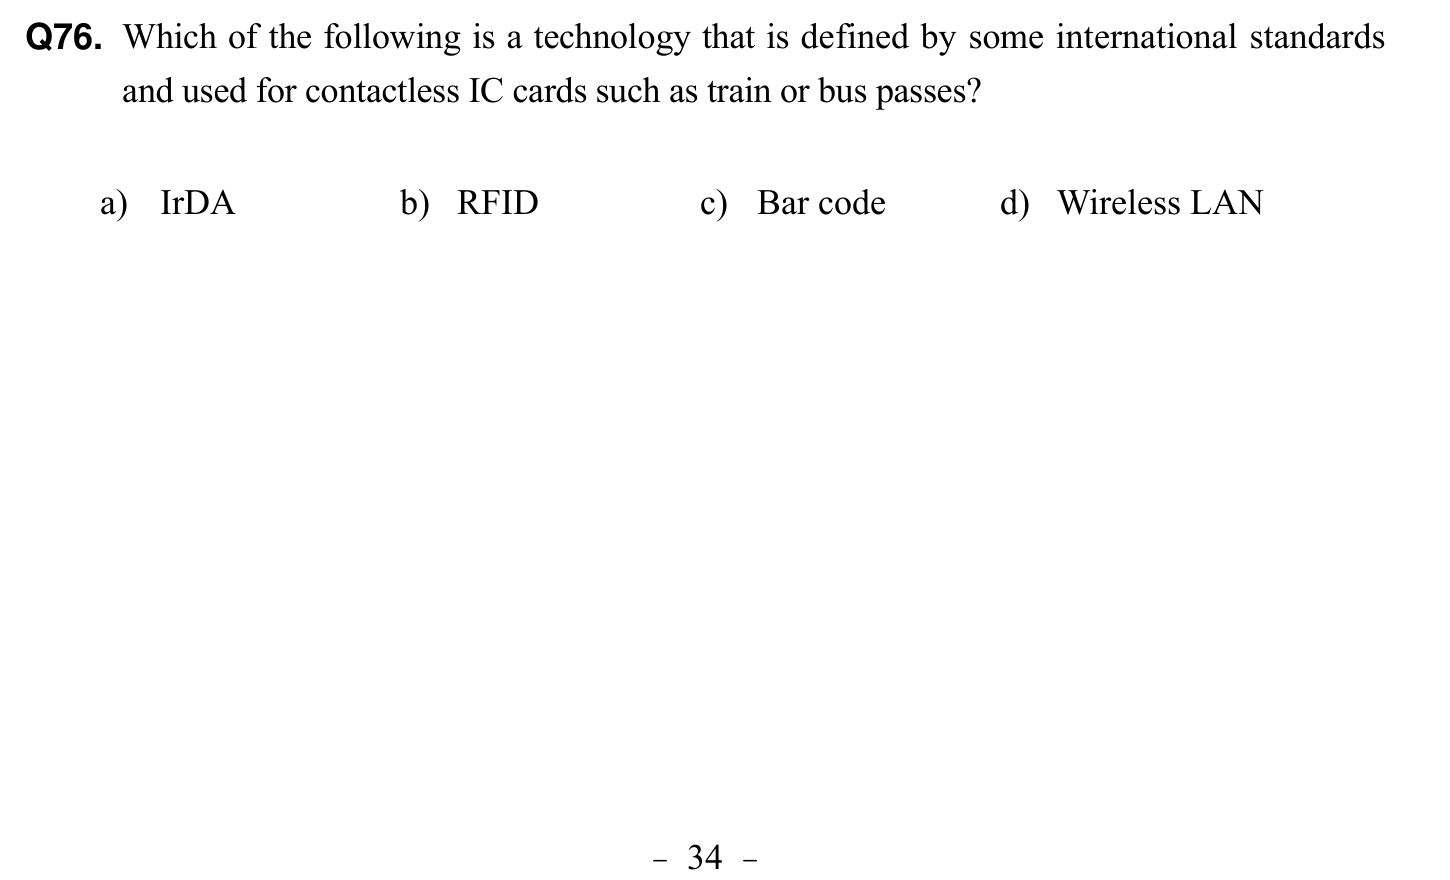 Q76. Which of the following is a technology that is defined by some international standards
and used for contactless IC cards such as train or bus passes?
a) IrDA b) RFID c) Bar code d) Wireless LAN
– 34 –